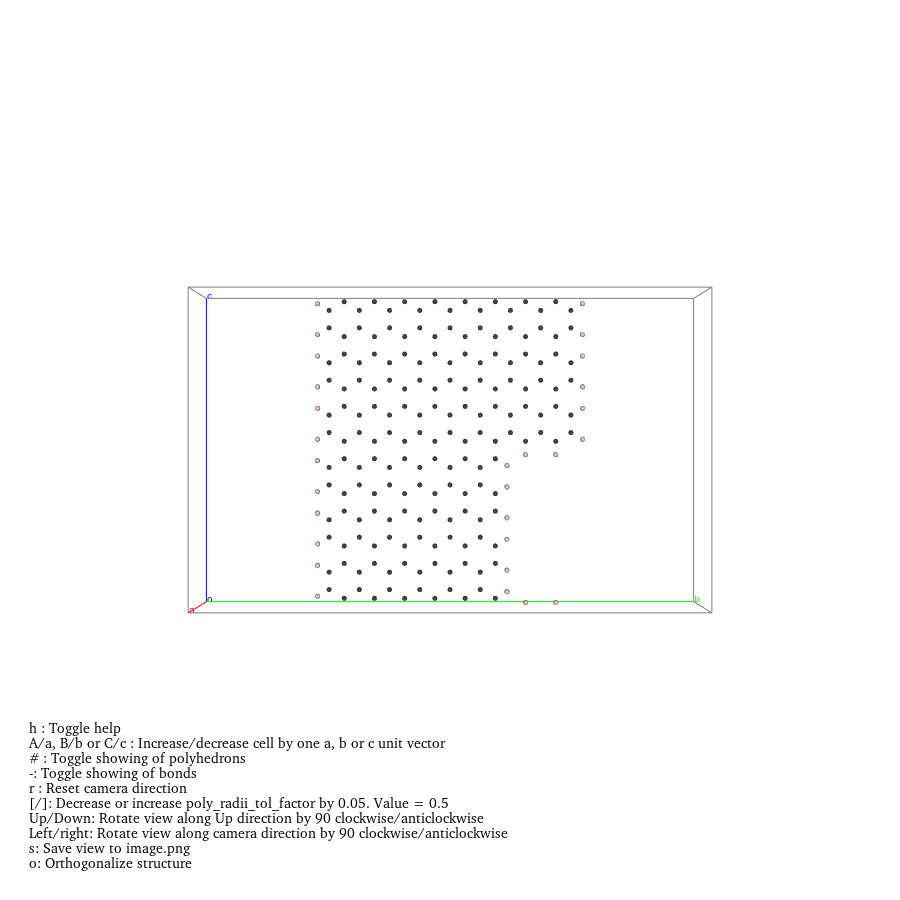 c
o
b
a
h : Toggle help
A/a, B/b or C/c : Increase/decrease cell by one a, b or c unit vector
# : Toggle showing of polyhedrons
-: Toggle showing of bonds
r : Reset camera direction
[/]: Decrease or increase poly_radii_tol_factor by 0.05. Value = 0.5
Up/Down: Rotate view along Up direction by 90 clockwise/anticlockwise
Left/right: Rotate view along camera direction by 90 clockwise/anticlockwise
s: Save view to image.png
o: Orthogonalize structure